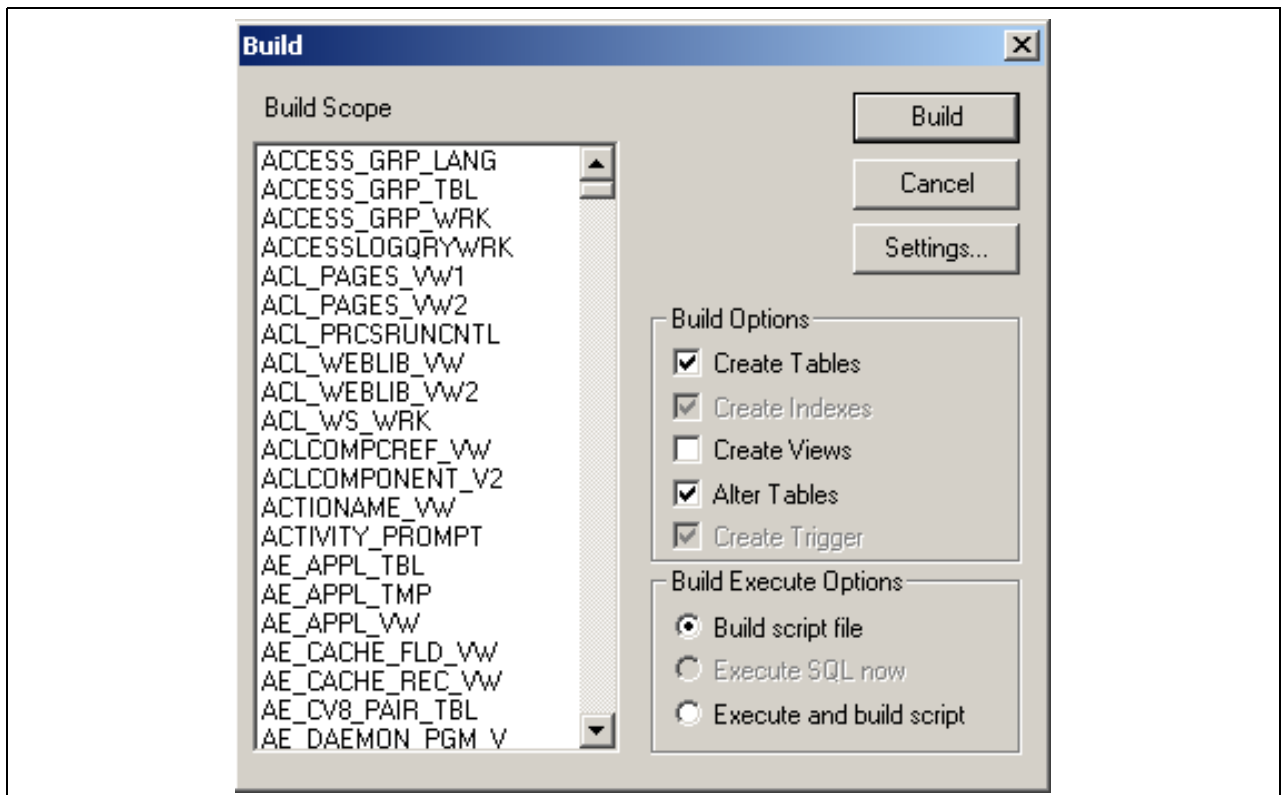 Build
Build Scope
ACCESS_GRP_LANG
ACCESS_GRP_TBL
ACCESS_GRP_WRK
ACCESSLOGQRYWRK
ACL_PAGES_VW1
ACL_PAGES_VW2
ACL_PRCSRUNCNTL
ACL_WEBLIB_VW
ACL_WEBLIB_VW2
ACL_WS_WRK
ACLCOMPCREF_VW
ACLCOMPONENT_V2
ACTIONAME_VW
ACTIVITY_PROMPT
AE_APPL_TBL
AE_APPL_TMP
AE_APPL_VW
AE_CACHE_FLD_VW
AE_CACHE_REC_VW
AE_CV8_PAIR_TBL
AE_DAEMON_PGM_V
Build
Cancel
Settings...
Build Options
Create Tables
Create Indexes
Create Views
Alter Tables
Create Trigger
Build Execute Options
Build script file
Execute SQL now
Execute and build script